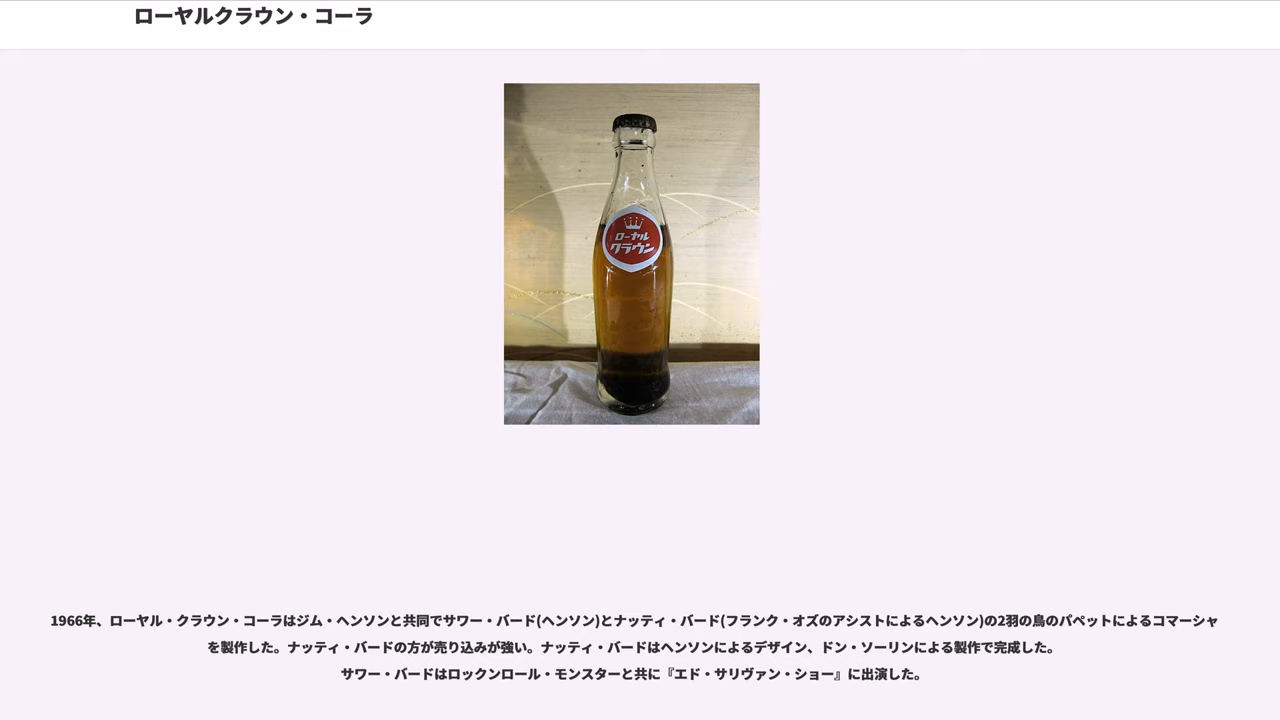 ローヤルクラウン・コーラ
ローヤル
クラウン
1966年、ローヤル・クラウン・コーラはジム・ヘンソンと共同でサワー・バード(ヘンソン)とナッティ・バード(フランク・オズのアシストによるヘンソン)の2羽の鳥のパペットによるコマーシャ
を製作した。ナッティ・バードの方が売り込みが強い。ナッティ・バードはヘンソンによるデザイン、ドン・ソーリンによる製作で完成した。
サワー・バードはロックンロール・モンスターと共に『エド・サリヴァン・ショー』に出演した。